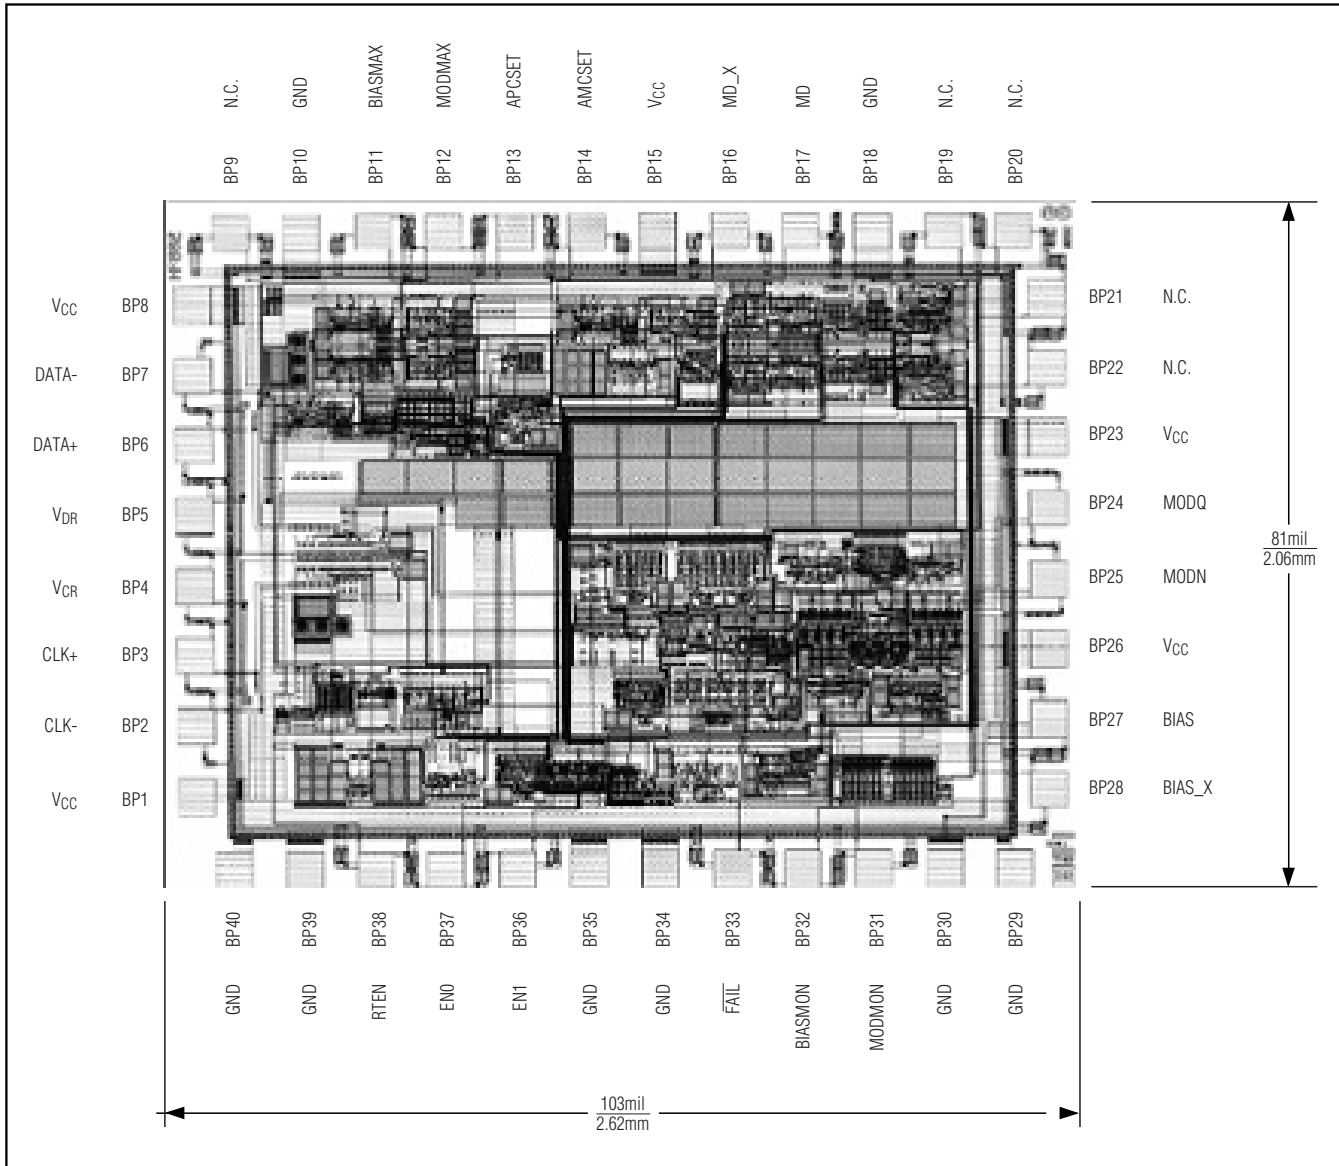 N.C.
GND
BIASMAX
MODMAX
APCSET
AMCSET
VCC
MD_X
MD
GND
N.C.
N.C.
BP9
BP10
BP11
BP12
BP13
BP14
BP15
BP16
BP17
BP18
BP19
BP20
VCC BP8
DATA- BP7
DATA+ BP6
VDR BP5
VCR BP4
CLK+ BP3
CLK- BP2
VCC BP1
BP21 N.C.
BP22 N.C.
BP23 VCC
BP24 MODQ
BP25 MODN
BP26 VCC
BP27 BIAS
BP28 BIAS_X
81mil
2.06mm
BP40
BP39
BP38
BP37
BP36
BP35
BP34
BP33
BP32
BP31
BP30
BP29
GND
GND
RTEN
EN0
EN1
GND
GND
FAIL
BIASMON
MODMON
GND
GND
103mil
2.62mm